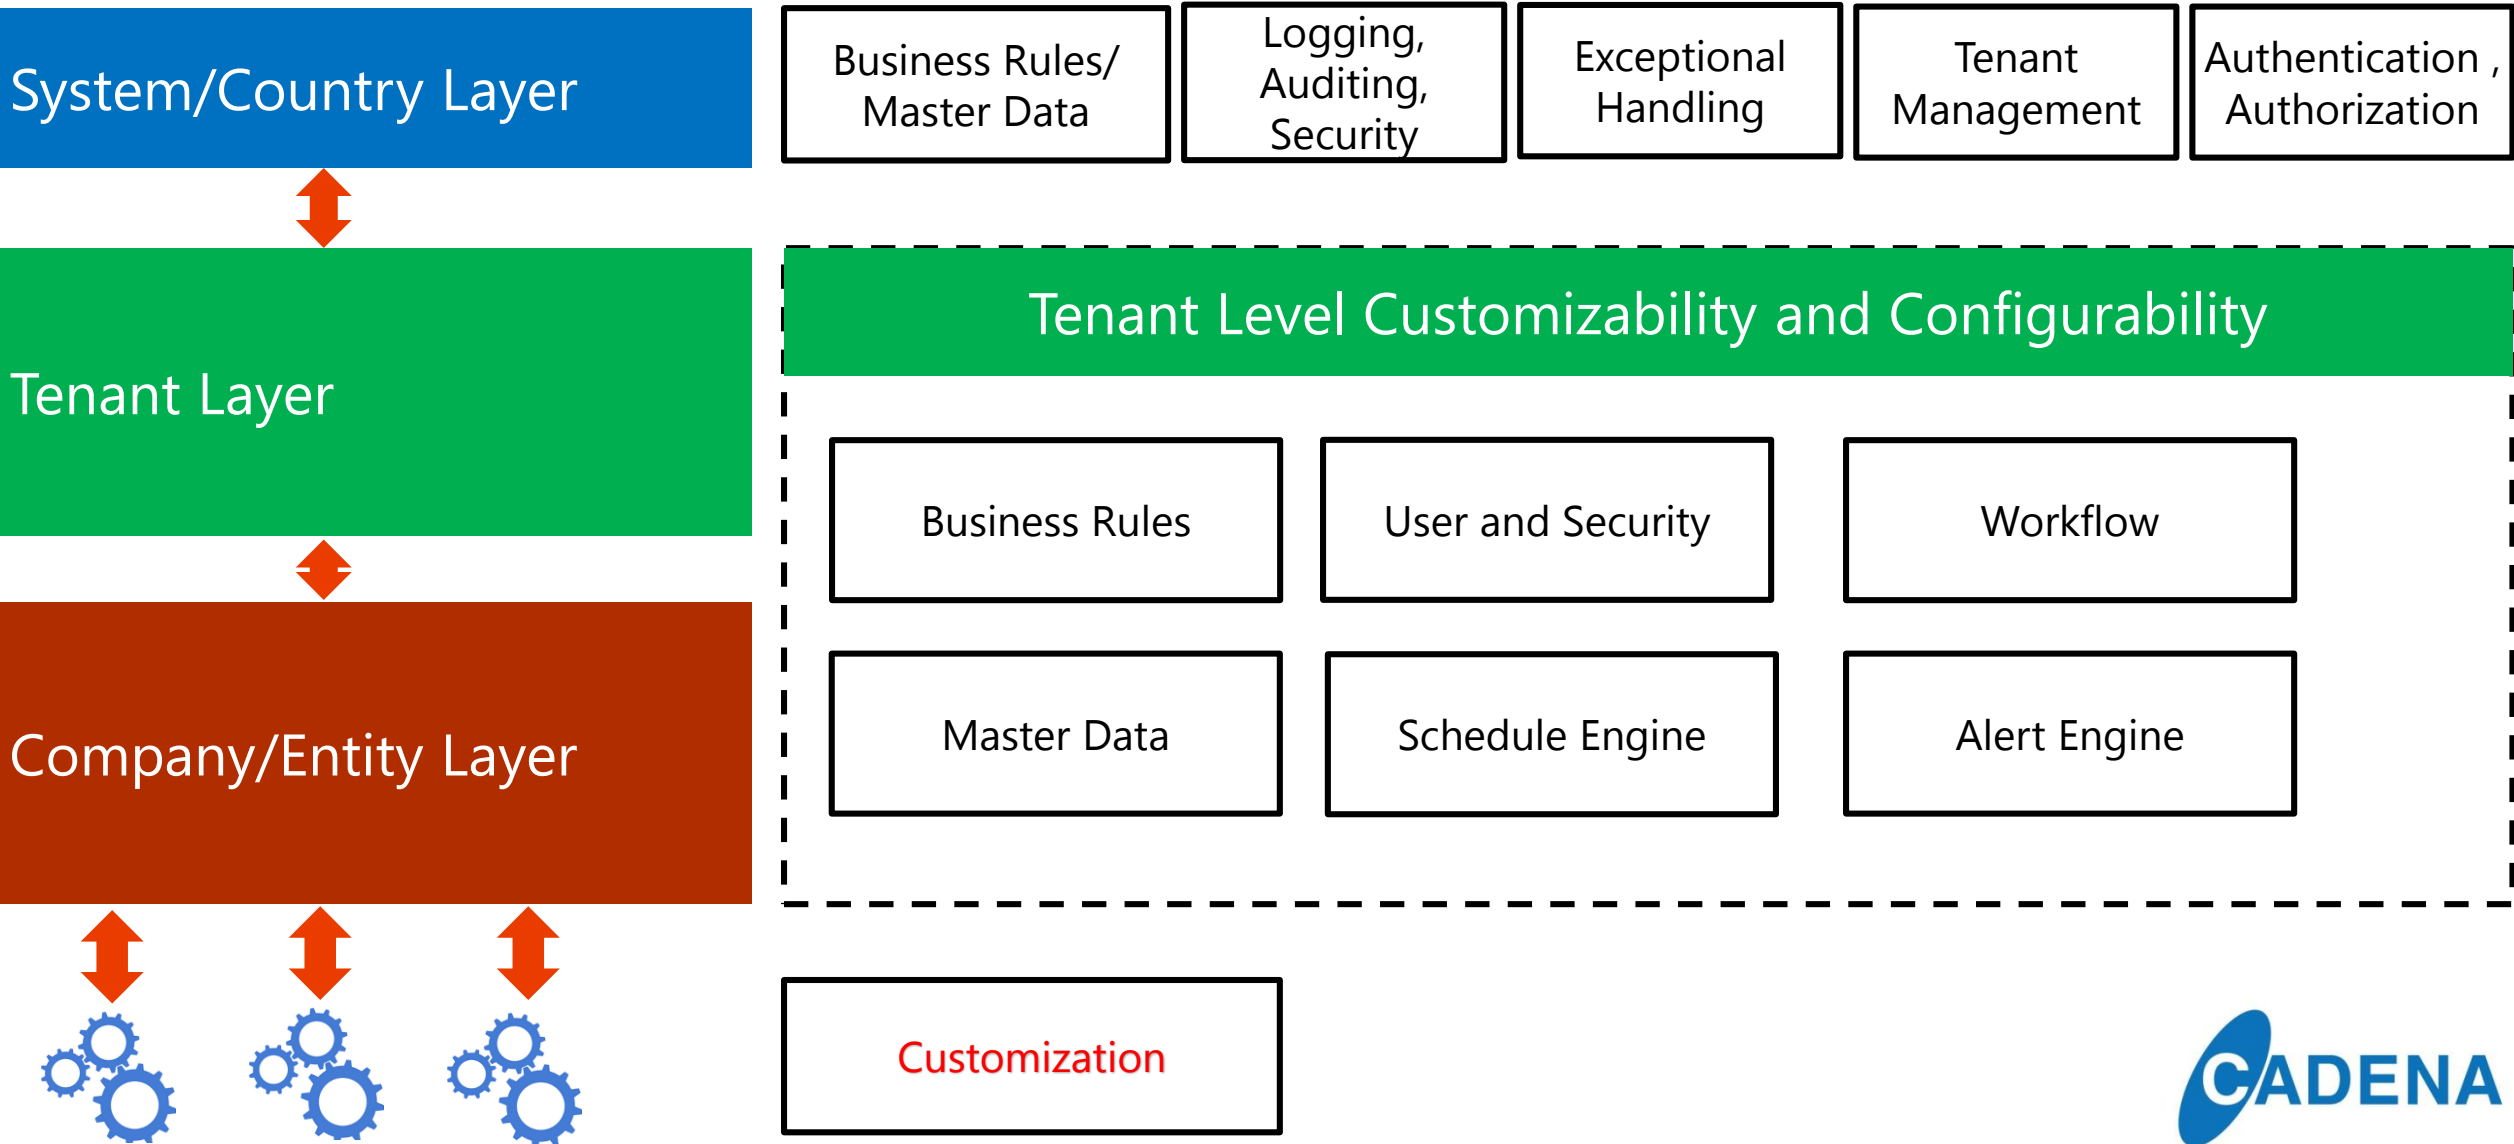 System/Country Layer
Business Rules/
Master Data
Logging,
Auditing,
Security
Exceptional
Handling
Tenant
Management
Authentication ,
Authorization
Tenant Layer
Tenant Level Customizability and Configurability
Business Rules
User and Security
Workflow
Company/Entity Layer
Master Data
Schedule Engine
Alert Engine
Customization
CADENA